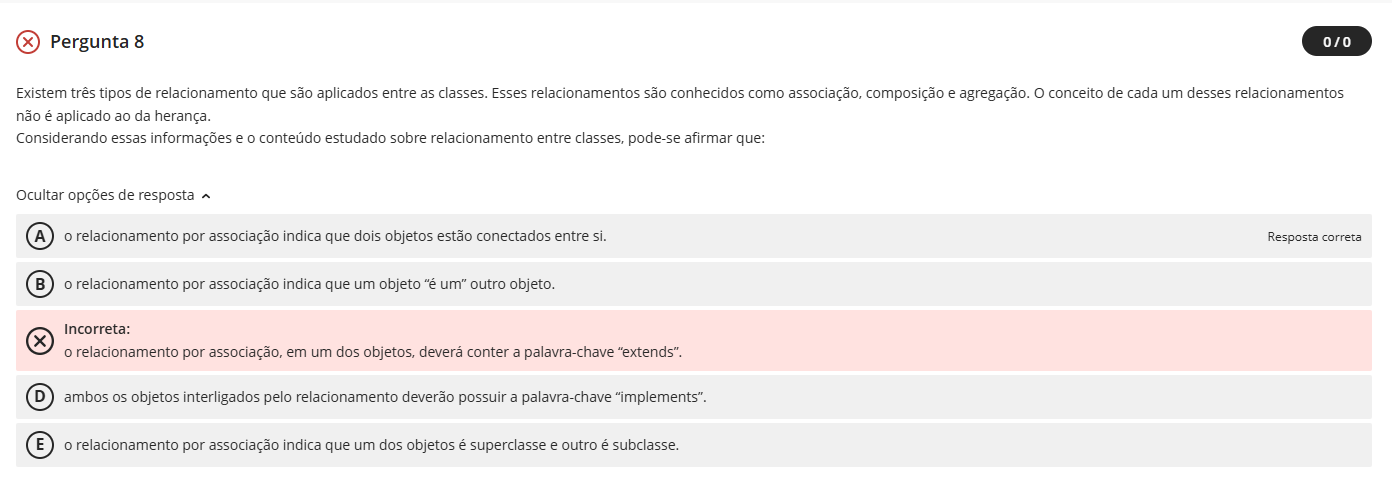 Pergunta 8
0 / 0
Existem três tipos de relacionamento que são aplicados entre as classes. Esses relacionamentos são conhecidos como associação, composição e agregação. O conceito de cada um desses relacionamentos
não é aplicado ao da herança.
Considerando essas informações e o conteúdo estudado sobre relacionamento entre classes, pode-se afirmar que:
Ocultar opções de resposta
A o relacionamento por associação indica que dois objetos estão conectados entre si. Resposta correta
B o relacionamento por associação indica que um objeto “é um” outro objeto.
Incorreta:
o relacionamento por associação, em um dos objetos, deverá conter a palavra-chave “extends”.
D ambos os objetos interligados pelo relacionamento deverão possuir a palavra-chave “implements”.
E o relacionamento por associação indica que um dos objetos é superclasse e outro é subclasse.